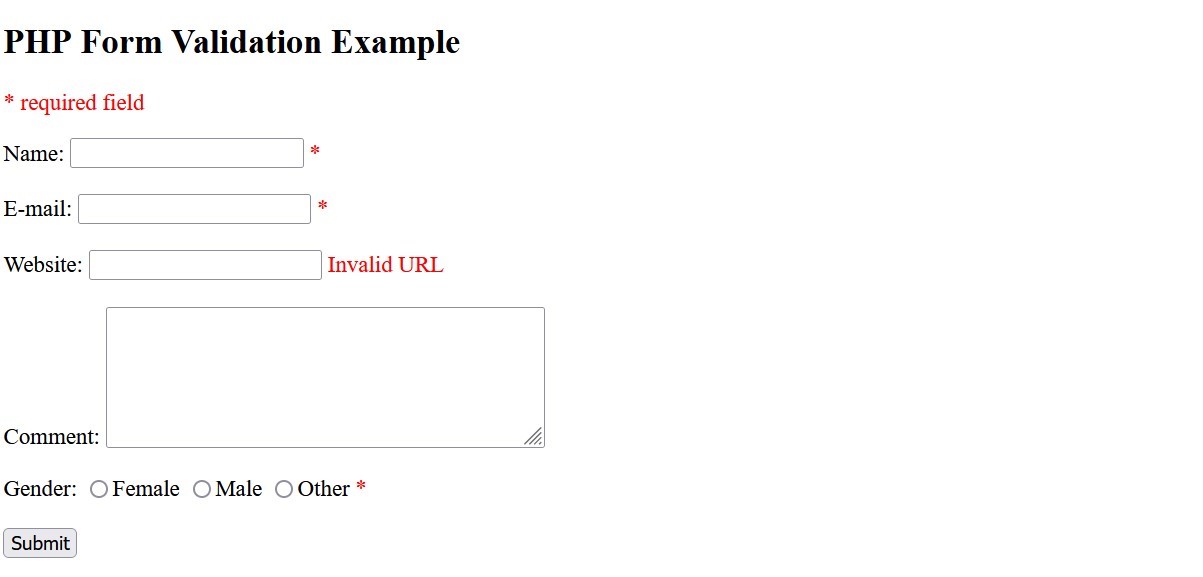 PHP Form Validation Example
* required field
Name: *
E-mail: *
Website: Invalid URL
Comment:
Gender: Female Male Other *
Submit